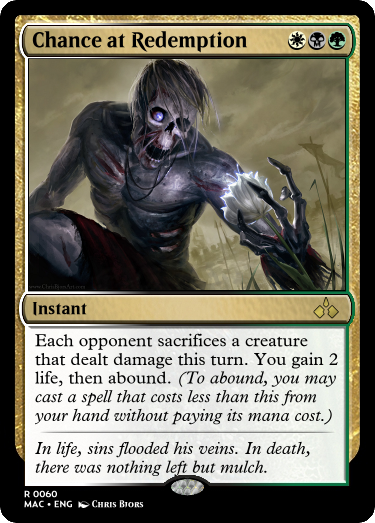 Chance at Redemption
Instant
Each opponent sacrifices a creature
that dealt damage this turn. You gain 2
life, then abound. (To abound, you may
cast a spell that costs less than this from
your hand without paying its mana cost.)
In life, sins flooded his veins. In death,
there was nothing left but mulch.
R 0060
MAC • ENG Chris Bjors